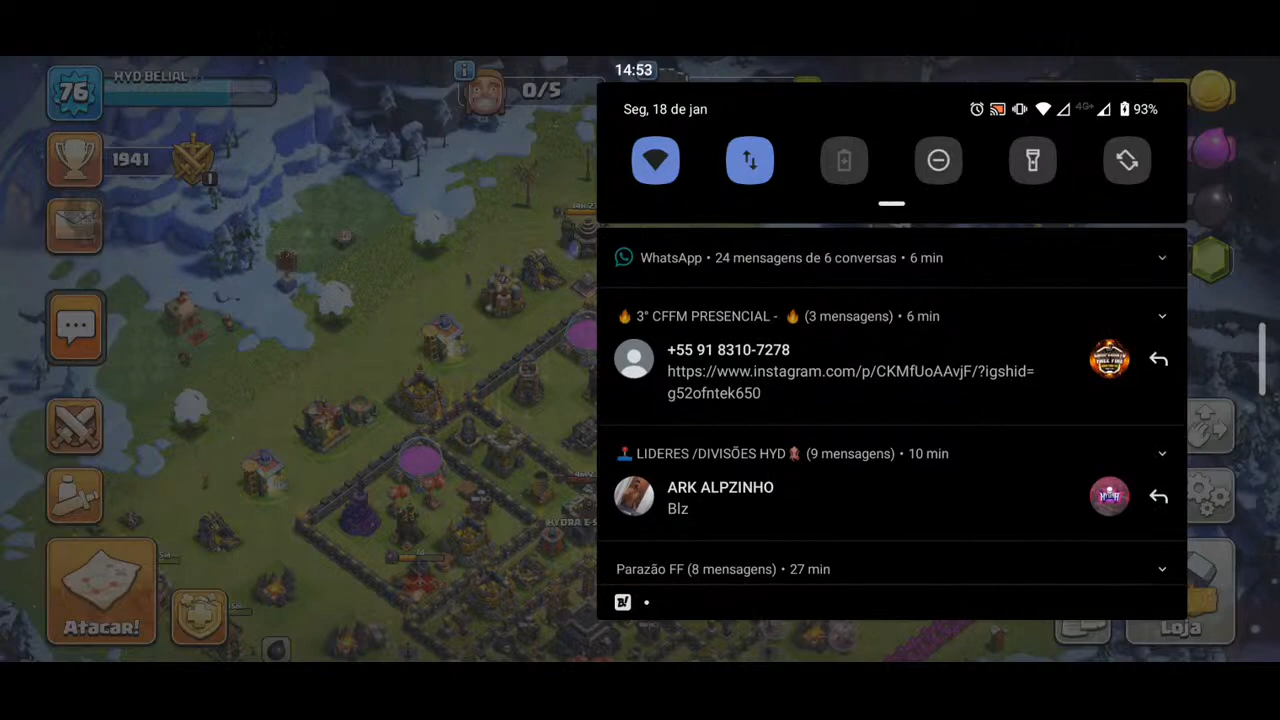 76
HYD BELIAL
0/5
1941
1
Atacar!
14:53
Seg, 18 de jan
4G+
93%
WhatsApp • 24 mensagens de 6 conversas • 6 min
🔥 3° CFFM PRESENCIAL - 🔥 (3 mensagens) • 6 min
+55 91 8310-7278
https://www.instagram.com/p/CKMfUoAAvjF/?igshid=
g52ofntek650
🕹️ LIDERES /DIVISÕES HYD🦑 (9 mensagens) • 10 min
ARK ALPZINHO
Blz
Parazão FF (8 mensagens) • 27 min
B!
Loja